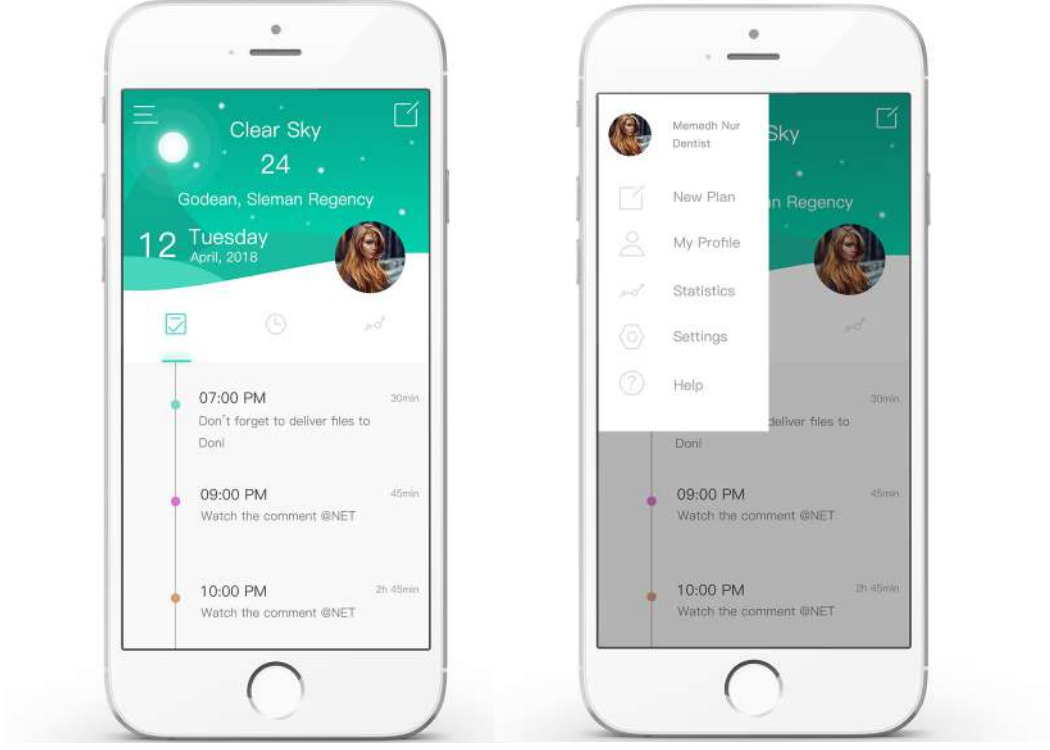 Clear Sky
24
Godean, Sleman Regency
12
Tuesday
April, 2018
07:00 PM
30min
Don't forget to deliver files to
Doni
09:00 PM
45min
Watch the comment @NET
10:00 PM
2h 45min
Watch the comment @NET
Memedh Nur
Dentist
Sky
New Plan
n Regency
My Profile
Statistics
Settings
Help
30min
deliver files to
Doni
09:00 PM
45min
Watch the comment @NET
10:00 PM
2h 45min
Watch the comment @NET